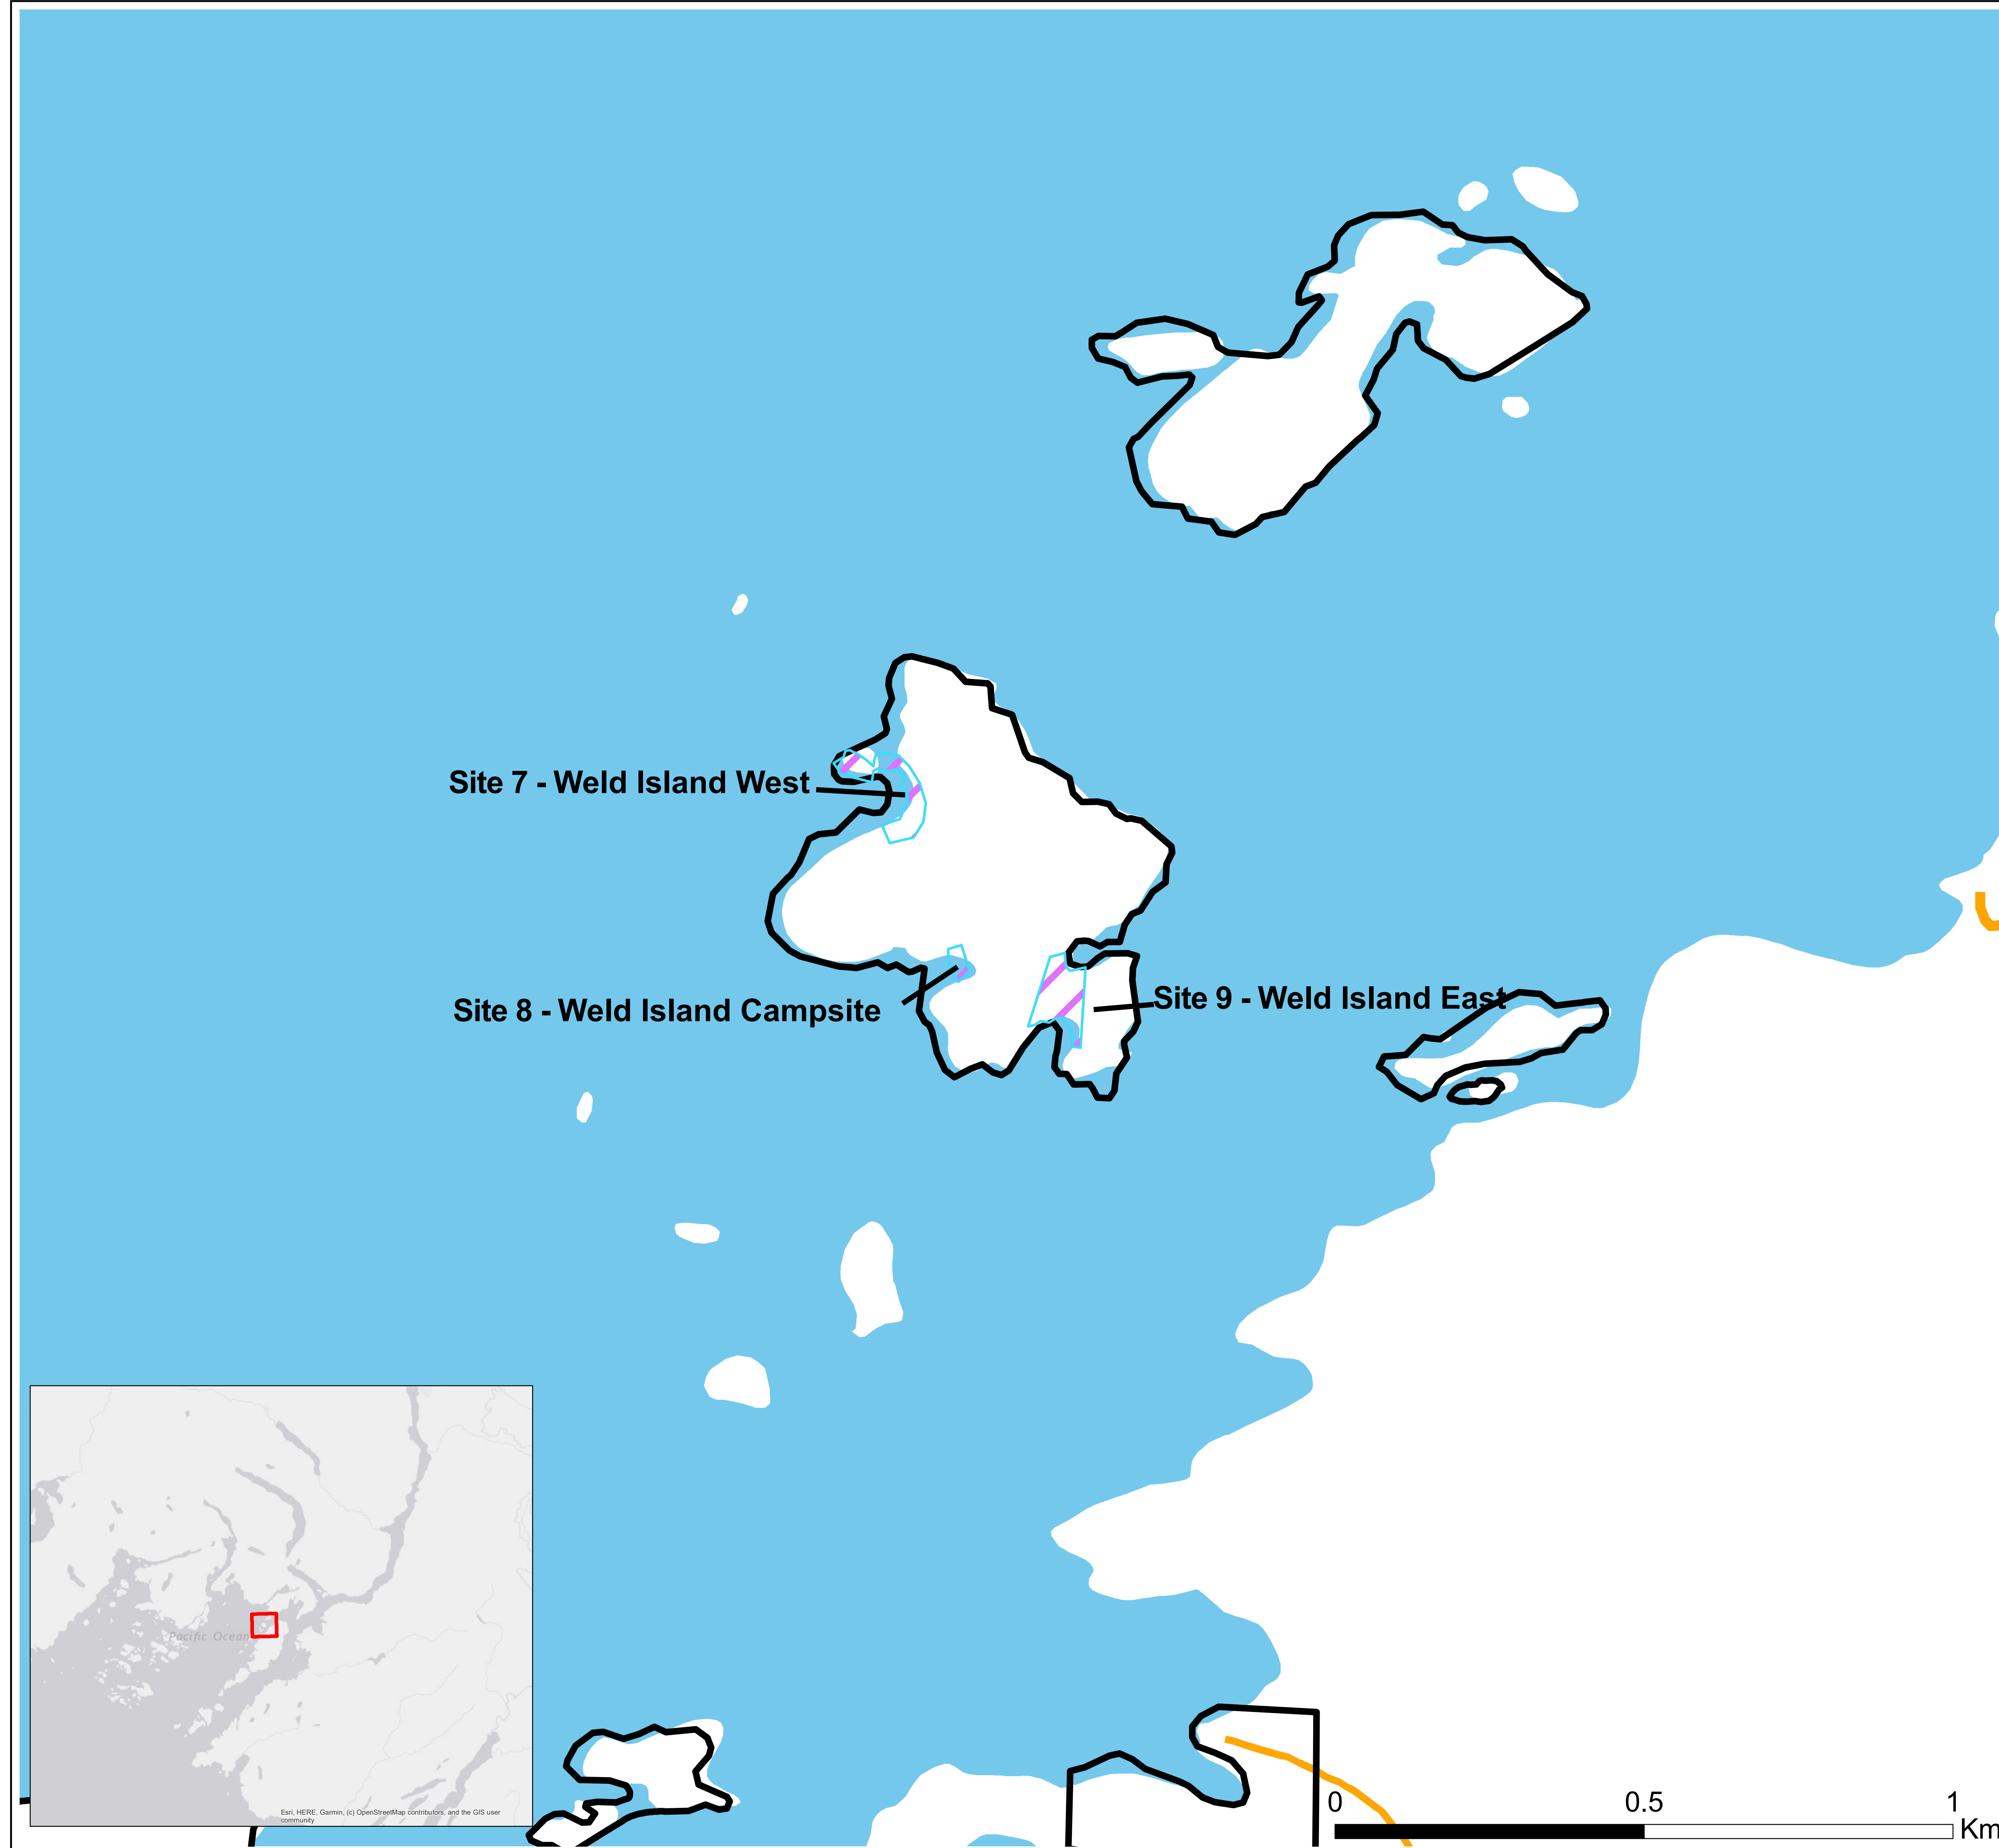 Site 7 - Weld Island West
Site 8 - Weld Island Campsite
Site 9 - Weld Island East
Pacific Ocean
Esri, HERE, Garmin, (c) OpenStreetMap contributors, and the GIS user
community
0 0.5 1
Km